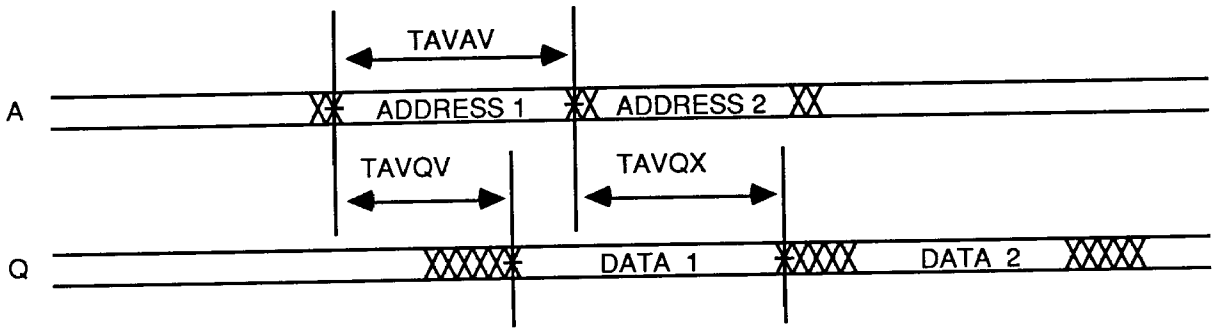 TAVAV
A ADDRESS 1 ADDRESS 2
TAVQV TAVQX
Q DATA 1 DATA 2